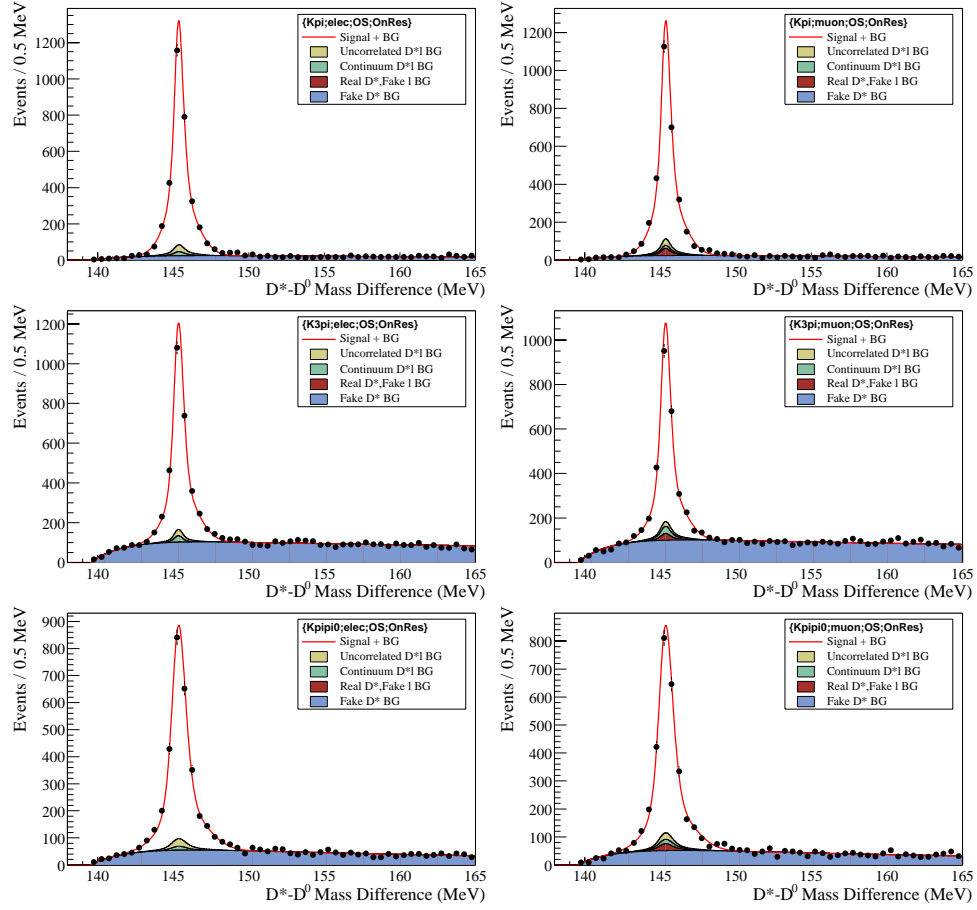 {Kpi;elec;OS;OnRes}
Signal + BG
Uncorrelated D*l BG
Continuum D*l BG
Real D*,Fake l BG
Fake D* BG
Events / 0.5 MeV
0 200 400 600 800 1000 1200
140 145 150 155 160 165
D*-D⁰ Mass Difference (MeV)
{Kpi;muon;OS;OnRes}
Signal + BG
Uncorrelated D*l BG
Continuum D*l BG
Real D*,Fake l BG
Fake D* BG
Events / 0.5 MeV
0 200 400 600 800 1000 1200
140 145 150 155 160 165
D*-D⁰ Mass Difference (MeV)
{K3pi;elec;OS;OnRes}
Signal + BG
Uncorrelated D*l BG
Continuum D*l BG
Real D*,Fake l BG
Fake D* BG
Events / 0.5 MeV
0 200 400 600 800 1000 1200
140 145 150 155 160 165
D*-D⁰ Mass Difference (MeV)
{K3pi;muon;OS;OnRes}
Signal + BG
Uncorrelated D*l BG
Continuum D*l BG
Real D*,Fake l BG
Fake D* BG
Events / 0.5 MeV
0 200 400 600 800 1000
140 145 150 155 160 165
D*-D⁰ Mass Difference (MeV)
{Kpipi0;elec;OS;OnRes}
Signal + BG
Uncorrelated D*l BG
Continuum D*l BG
Real D*,Fake l BG
Fake D* BG
Events / 0.5 MeV
0 100 200 300 400 500 600 700 800 900
140 145 150 155 160 165
D*-D⁰ Mass Difference (MeV)
{Kpipi0;muon;OS;OnRes}
Signal + BG
Uncorrelated D*l BG
Continuum D*l BG
Real D*,Fake l BG
Fake D* BG
Events / 0.5 MeV
0 100 200 300 400 500 600 700 800
140 145 150 155 160 165
D*-D⁰ Mass Difference (MeV)